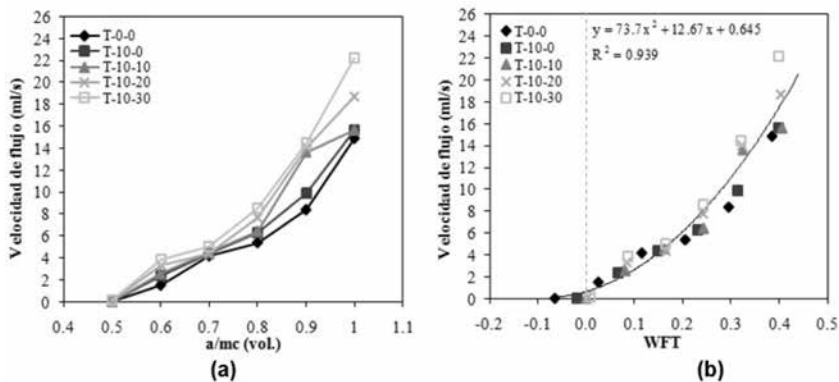 Velocidad de flujo (ml/s)
26
24
22
20
18
16
14
12
10
8
6
4
2
0
T-0-0
T-10-0
T-10-10
T-10-20
T-10-30
0.4 0.5 0.6 0.7 0.8 0.9 1 1.1
a/mc (vol.)
(a)
Velocidad de flujo (ml/s)
26
24
22
20
18
16
14
12
10
8
6
4
2
0
T-0-0
T-10-0
T-10-10
T-10-20
T-10-30
y = 73.7x² + 12.67x + 0.645
R² = 0.939
-0.2 -0.1 0.0 0.1 0.2 0.3 0.4 0.5
WFT
(b)